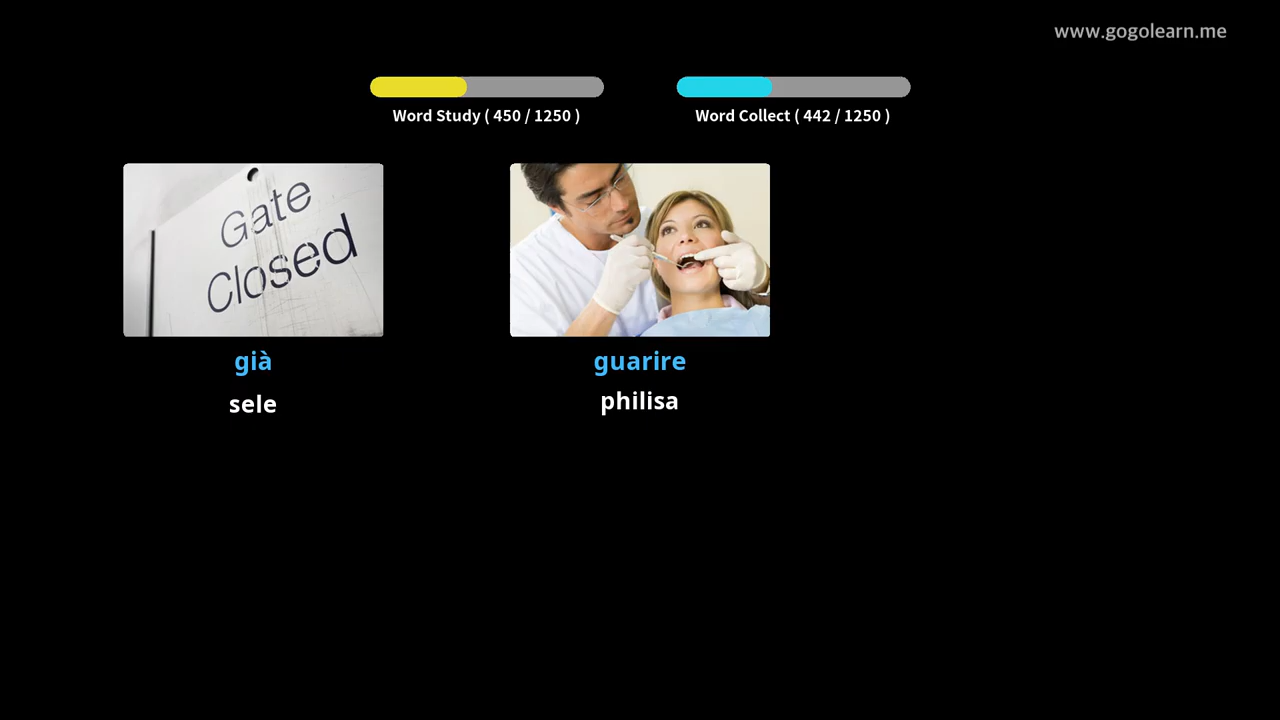 www.gogolearn.me
Word Study ( 450 / 1250 )
Word Collect ( 442 / 1250 )
Gate
Closed
già
guarire
sele
philisa